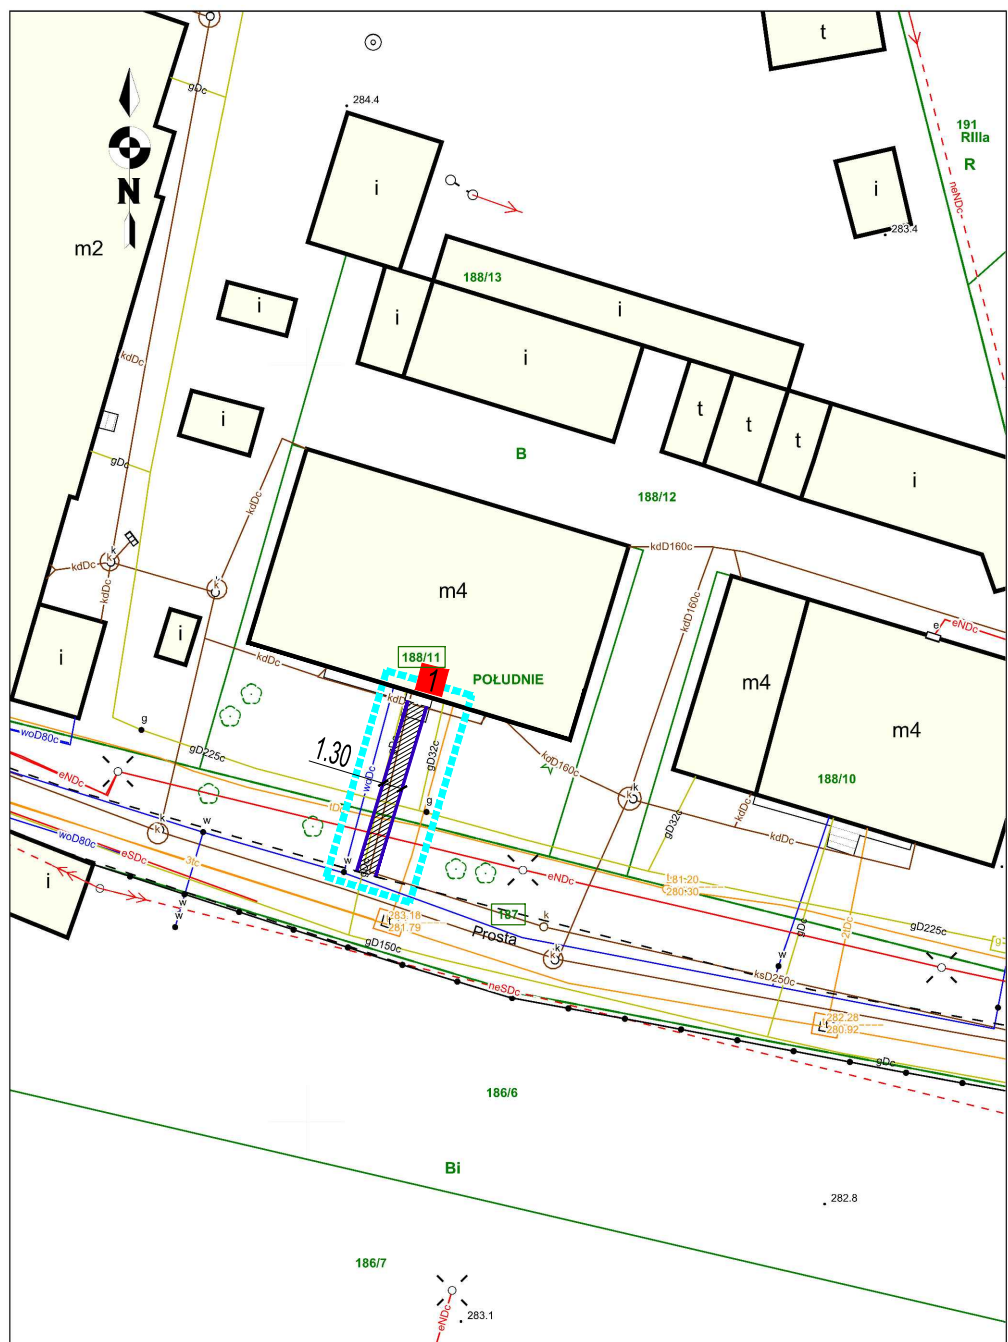 t
284.4
gDc
191
RIIIa
R
N
i
i
neNDc
283.4
m2
188/13
i
i
i
i
kdDc
i
t
t
t
i
gDc
B
188/12
kdDc
k
kdDc
kdDc
k
kdD160c
m4
kdD160c
e
eNDc
i
i
kdDc
188/11
1
POŁUDNIE
m4
m4
kdD
g
woD80c
gD225c
1.30
woDc
gDc
gD32c
kdD160c
188/10
eNDc
g
k
gD32c
kdDc
kdDc
k
w
woD80c
eSDc
3tc
w
281.20
280.30
eNDc
i
w
w
187
k
283.18
281.79
Lt
Prosta
gDc
2tDc
gD225c
gD150c
k
w
ksD250c
neSDc
282.28
280.92
Lt
gDc
186/6
Bi
282.8
186/7
283.1
eNDc